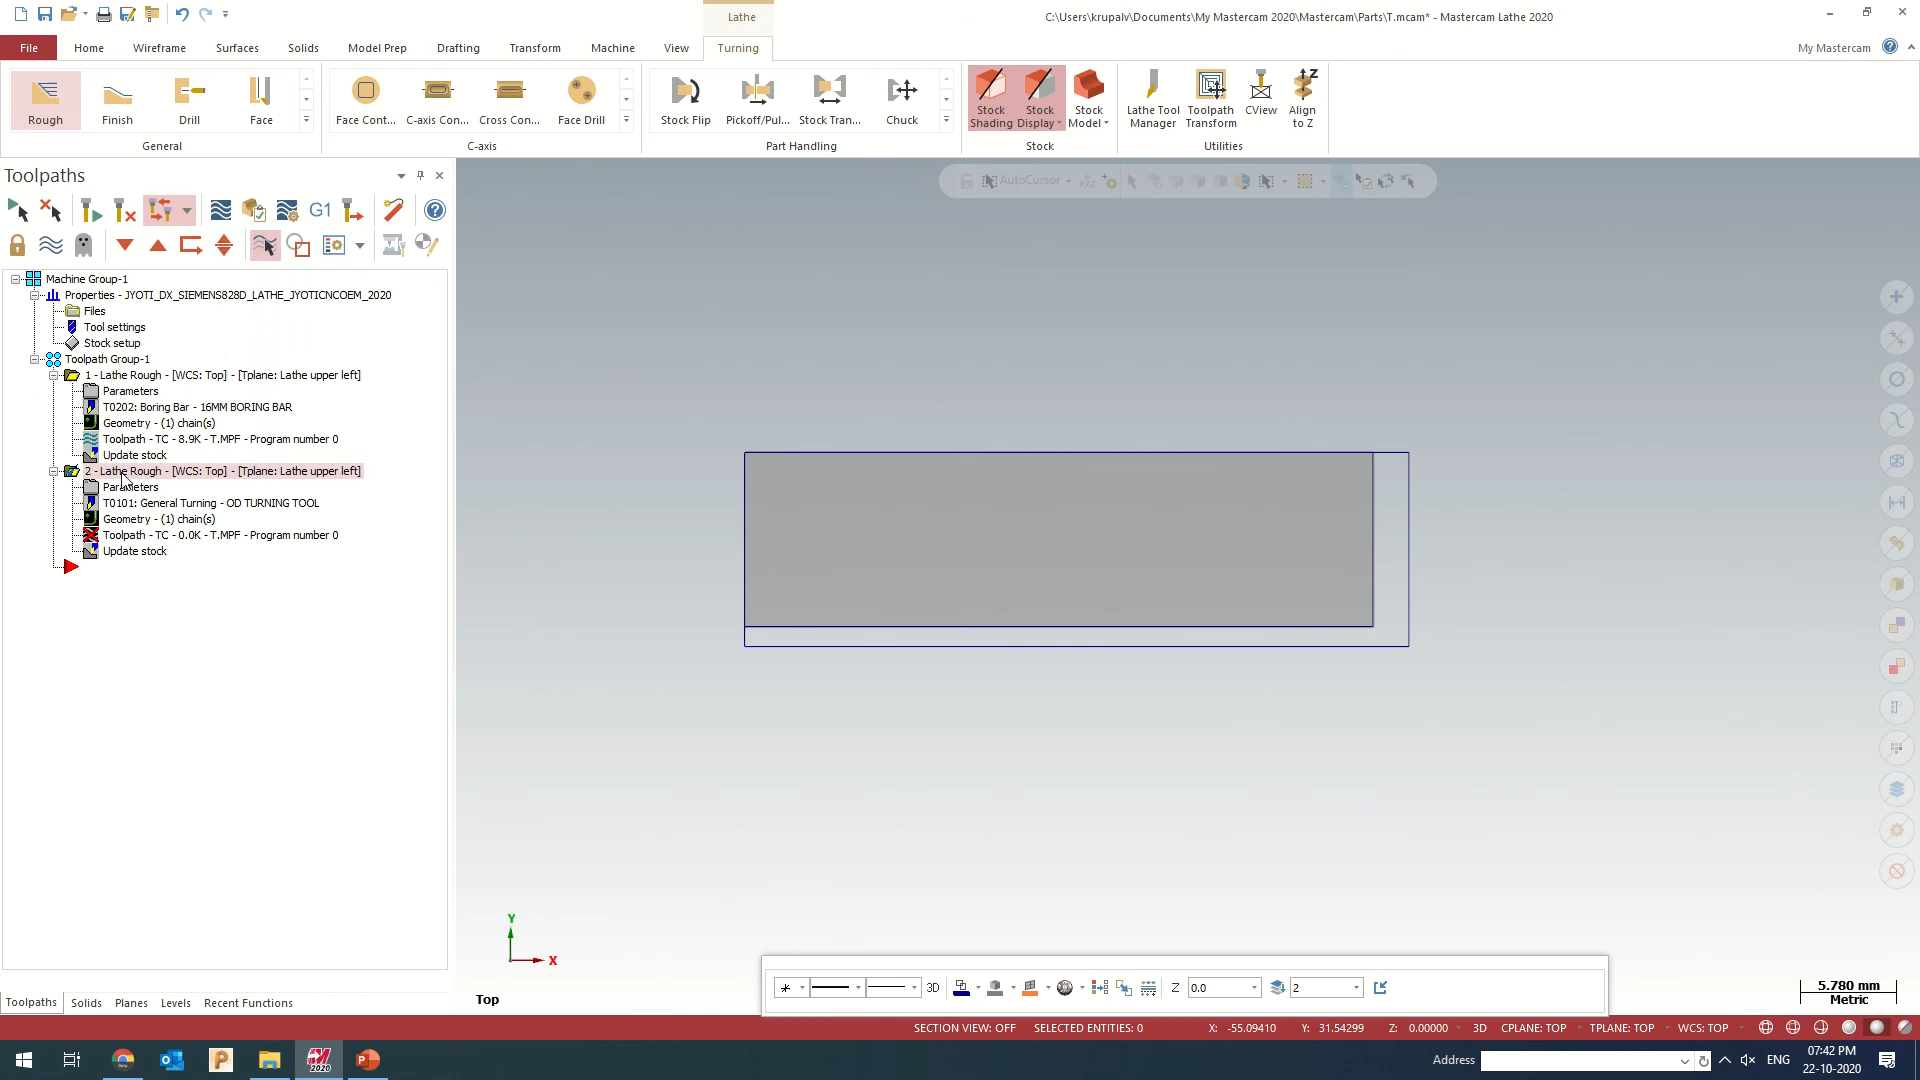 Lathe
C:\Users\krupalv\Documents\My Mastercam 2020\Mastercam\Parts\T.mcam* - Mastercam Lathe 2020
File
Home
Wireframe
Surfaces
Solids
Model Prep
Drafting
Transform
Machine
View
Turning
My Mastercam
Rough
Finish
Drill
Face
General
Face Cont...
C-axis Con...
Cross Con...
Face Drill
C-axis
Stock Flip
Pickoff/Pul...
Stock Tran...
Chuck
Part Handling
Stock Shading
Stock Display
Stock Model
Stock
Lathe Tool Manager
Toolpath Transform
CView
Align to Z
Utilities
Toolpaths
G1
AutoCursor
Machine Group-1
Properties - JYOTI_DX_SIEMENS828D_LATHE_JYOTICNCOEM_2020
Files
Tool settings
Stock setup
Toolpath Group-1
1 - Lathe Rough - [WCS: Top] - [Tplane: Lathe upper left]
Parameters
T0202: Boring Bar - 16MM BORING BAR
Geometry - (1) chain(s)
Toolpath - TC - 8.9K - T.MPF - Program number 0
Update stock
2 - Lathe Rough - [WCS: Top] - [Tplane: Lathe upper left]
Parameters
T0101: General Turning - OD TURNING TOOL
Geometry - (1) chain(s)
Toolpath - TC - 0.0K - T.MPF - Program number 0
Update stock
Y
X
Top
3D
Z
0.0
2
5.780 mm
Metric
Toolpaths
Solids
Planes
Levels
Recent Functions
SECTION VIEW: OFF
SELECTED ENTITIES: 0
X: -55.09410
Y: 31.54299
Z: 0.00000
3D
CPLANE: TOP
TPLANE: TOP
WCS: TOP
2020
Address
ENG
07:42 PM
22-10-2020